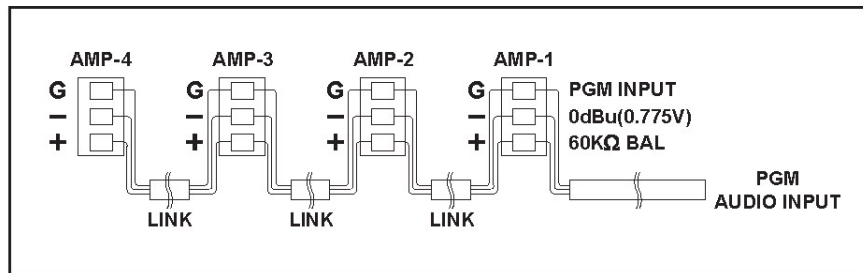 AMP-4 AMP-3 AMP-2 AMP-1
G G G G PGM INPUT
− − − − 0dBu(0.775V)
+ + + + 60KΩ BAL
PGM
AUDIO INPUT
LINK LINK LINK